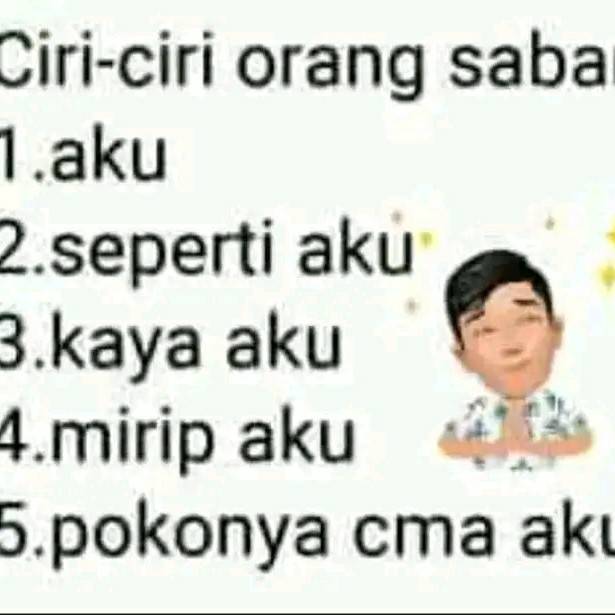 Ciri-ciri orang sabar
1.aku
2.seperti aku
3.kaya aku
4.mirip aku
5.pokonya cma aku